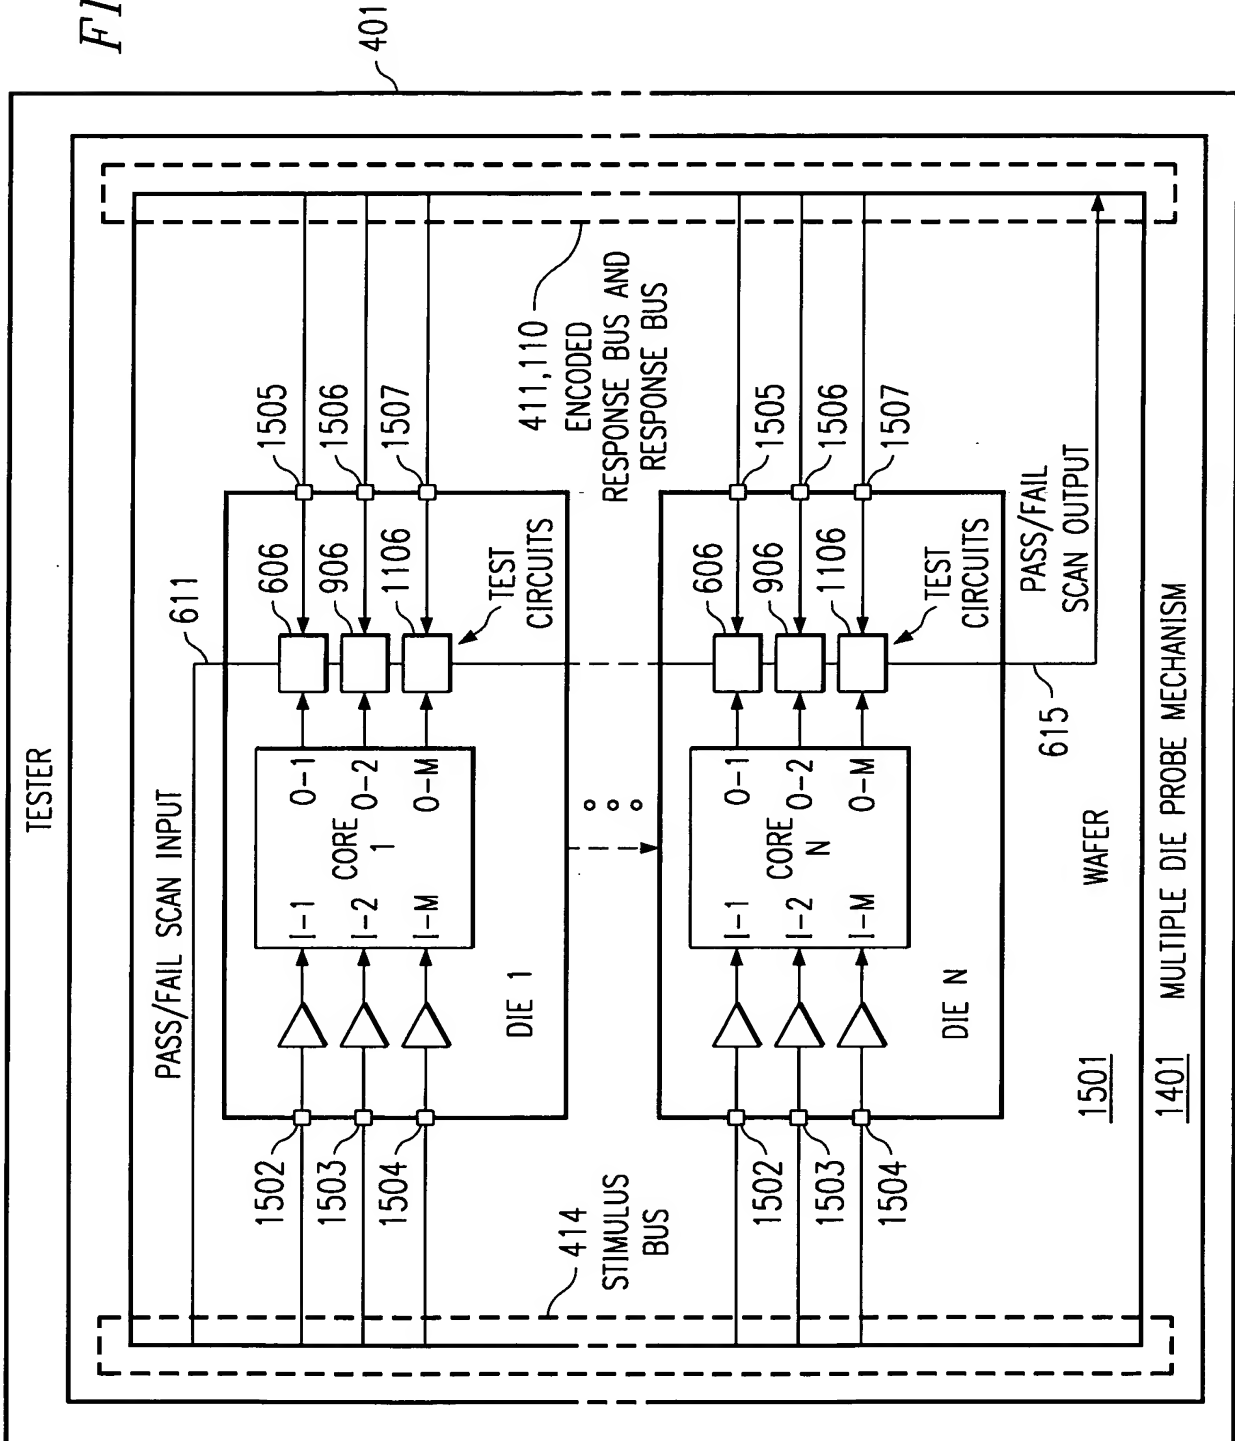 FI
TESTER
401
PASS/FAIL SCAN INPUT
611
1502
1503
1504
I-1
I-2
I-M
CORE
1
O-1
O-2
O-M
606
906
1106
TEST
CIRCUITS
1505
1506
1507
DIE 1
414
STIMULUS
BUS
411,110
ENCODED
RESPONSE BUS AND
RESPONSE BUS
1502
1503
1504
I-1
I-2
I-M
CORE
N
O-1
O-2
O-M
606
906
1106
TEST
CIRCUITS
1505
1506
1507
DIE N
615
PASS/FAIL
SCAN OUTPUT
1501
WAFER
1401
MULTIPLE DIE PROBE MECHANISM